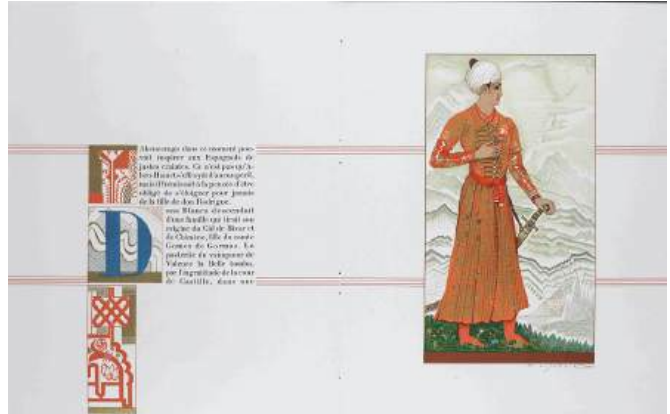 Abencerage dans ce moment pou-
vait inspirer aux Espagnols de
justes craintes. Ce n'est pas qu'A-
ben-Hamet s'effrayât d'aucun péril,
mais il frémissait à la pensée d'être
obligé de s'éloigner pour jamais
de la fille de don Rodrigue.
D
ona Blanca descendait
d'une famille qui tirait son
origine du Cid de Bivar et
de Chimène, fille du comte
Gomez de Gormas. La
postérité du vainqueur de
Valence la Belle tomba,
par l'ingratitude de la cour
de Castille, dans une